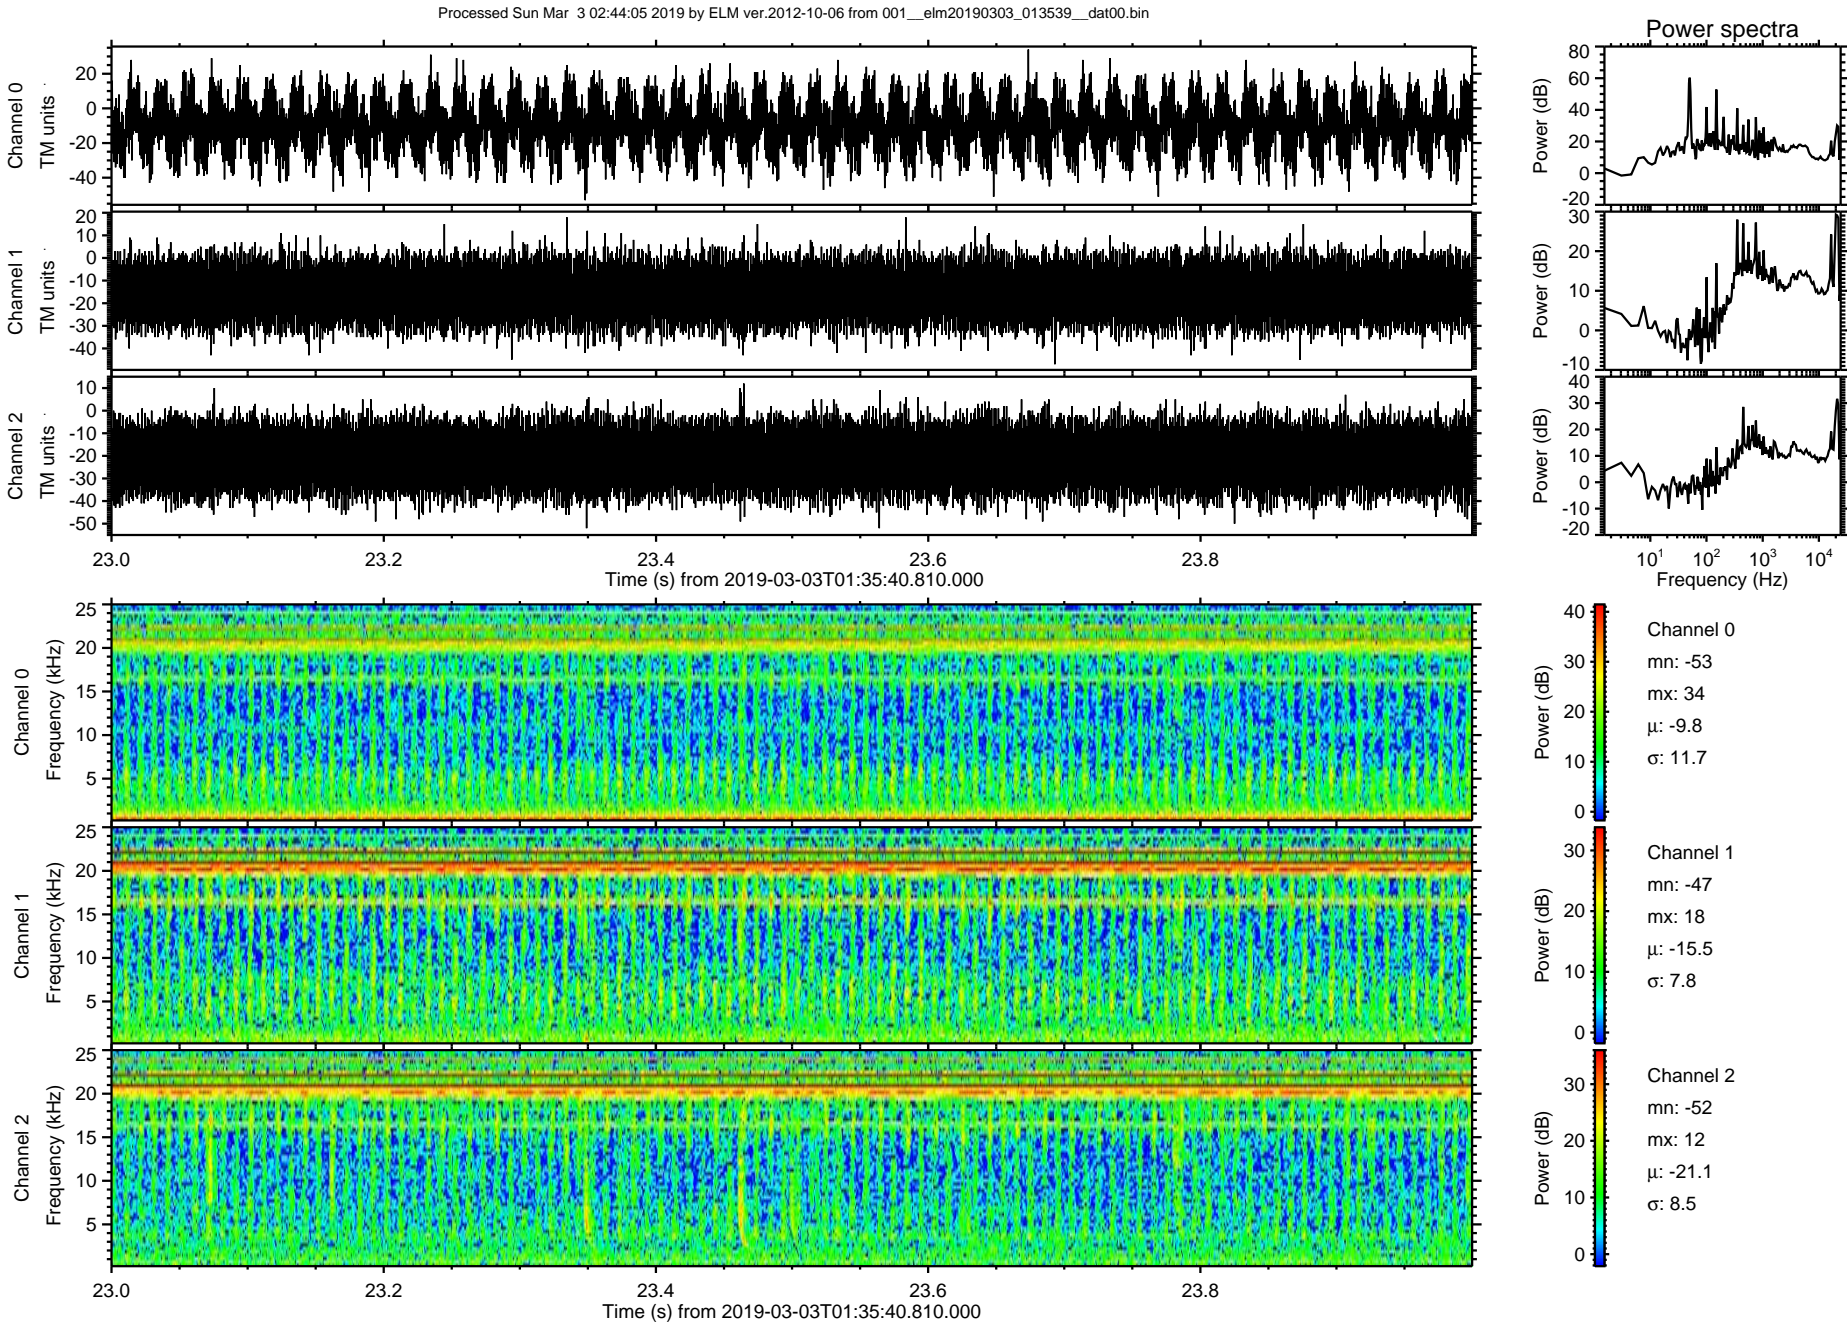 Processed Sun Mar 3 02:44:05 2019 by ELM ver.2012-10-06 from 001__elm20190303_013539__dat00.bin
Power spectra
Channel 0
TM units
20
0
-20
-40
Power (dB)
80
60
40
20
0
-20
Channel 1
TM units
20
10
0
-10
-20
-30
-40
Power (dB)
30
20
10
0
-10
Channel 2
TM units
10
0
-10
-20
-30
-40
-50
Power (dB)
40
30
20
10
0
-10
-20
23.0 23.2 23.4 23.6 23.8
Time (s) from 2019-03-03T01:35:40.810.000
10^1 10^2 10^3 10^4
Frequency (Hz)
Channel 0
Frequency (kHz)
25
20
15
10
5
Power (dB)
40
30
20
10
0
Channel 0
mn: -53
mx: 34
μ: -9.8
σ: 11.7
Channel 1
Frequency (kHz)
25
20
15
10
5
Power (dB)
30
20
10
0
Channel 1
mn: -47
mx: 18
μ: -15.5
σ: 7.8
Channel 2
Frequency (kHz)
25
20
15
10
5
Power (dB)
30
20
10
0
Channel 2
mn: -52
mx: 12
μ: -21.1
σ: 8.5
23.0 23.2 23.4 23.6 23.8
Time (s) from 2019-03-03T01:35:40.810.000